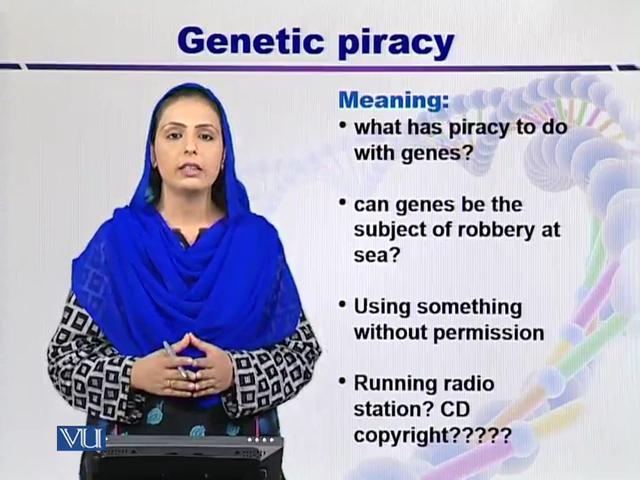 Genetic piracy
Meaning:
• what has piracy to do
with genes?
• can genes be the
subject of robbery at
sea?
• Using something
without permission
• Running radio
station? CD
copyright?????
VU